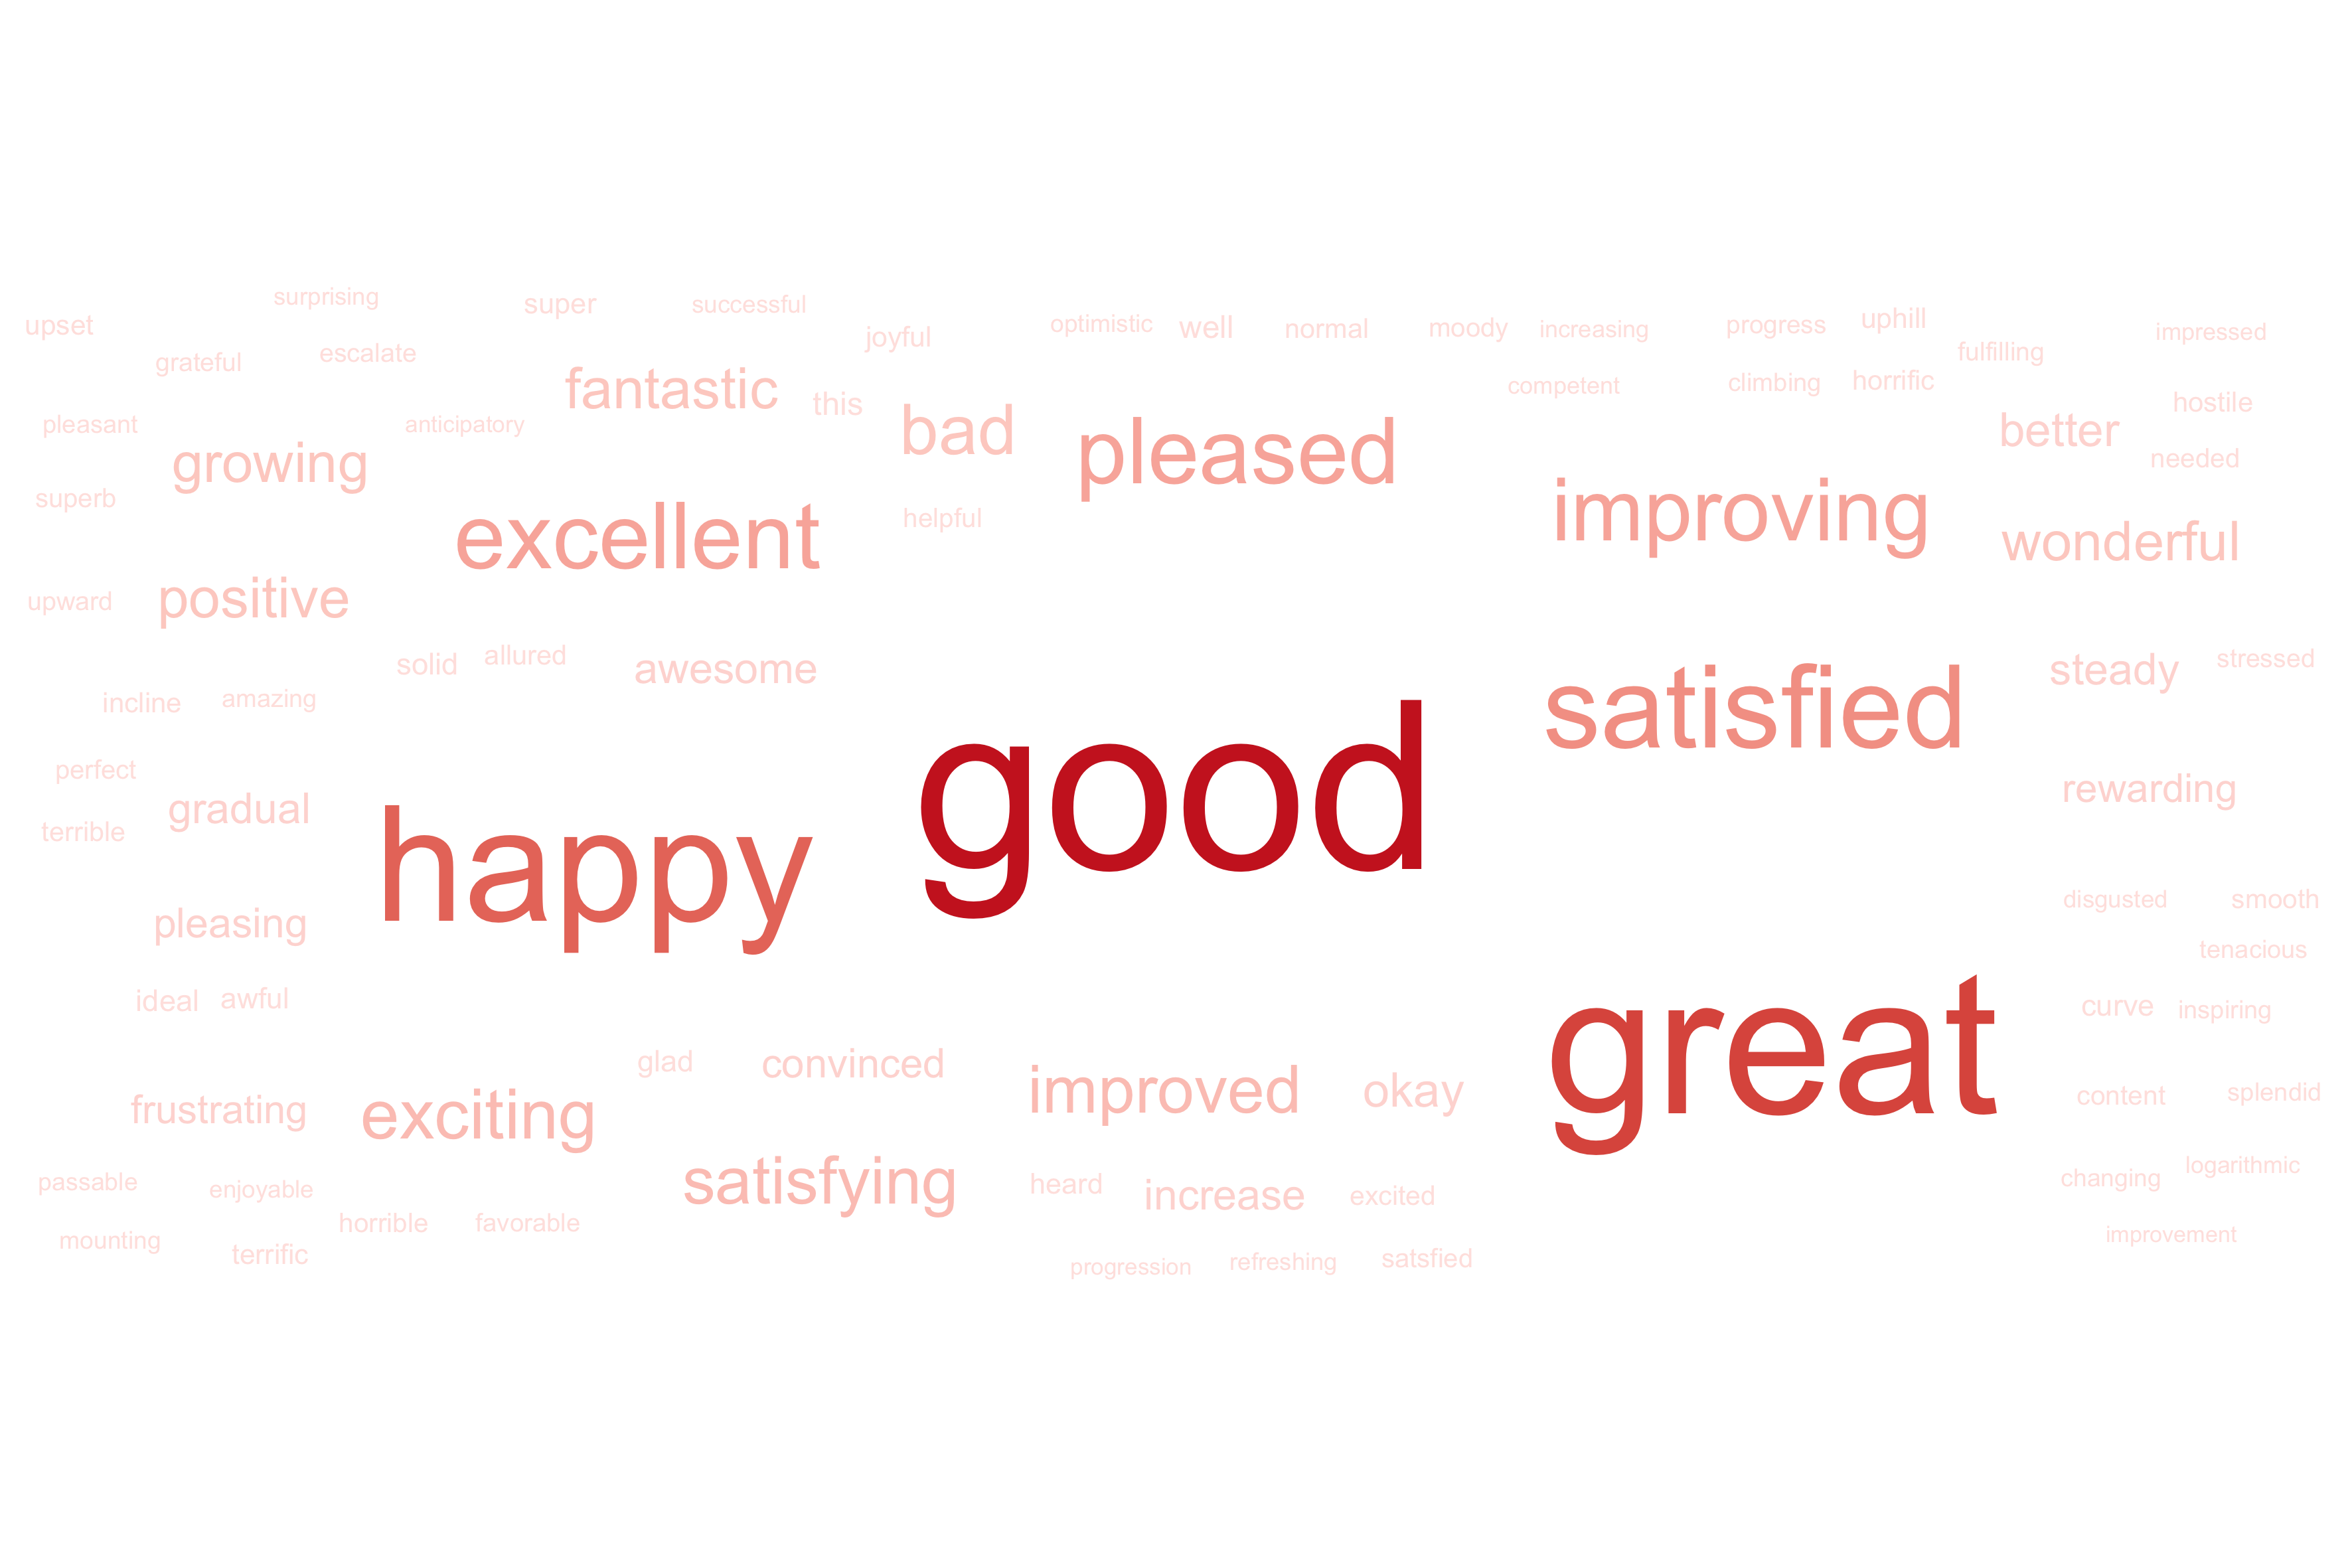 surprising super successful
upset joyful optimistic well normal moody increasing progress uphill impressed
grateful escalate fulfilling
fantastic this competent climbing horrific hostile
pleasant anticipatory bad pleased better
growing needed
superb excellent helpful improving wonderful
upward positive
solid allured awesome satisfied steady stressed
incline amazing
perfect good rewarding
terrible gradual happy
pleasing disgusted smooth
tenacious
ideal awful great curve inspiring
glad convinced
frustrating exciting improved okay content splendid
passable enjoyable satisfying heard increase excited changing logarithmic
horrible favorable
mounting terrific improvement
progression refreshing satsfied